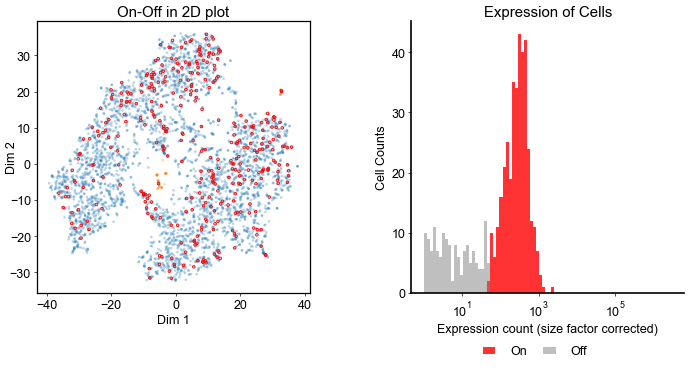 On-Off in 2D plot
30
20
10
0
−10
−20
−30
Dim 2
−40
−20
0
20
40
Dim 1
Expression of Cells
40
30
20
10
0
Cell Counts
10¹
10³
10⁵
Expression count (size factor corrected)
On
Off